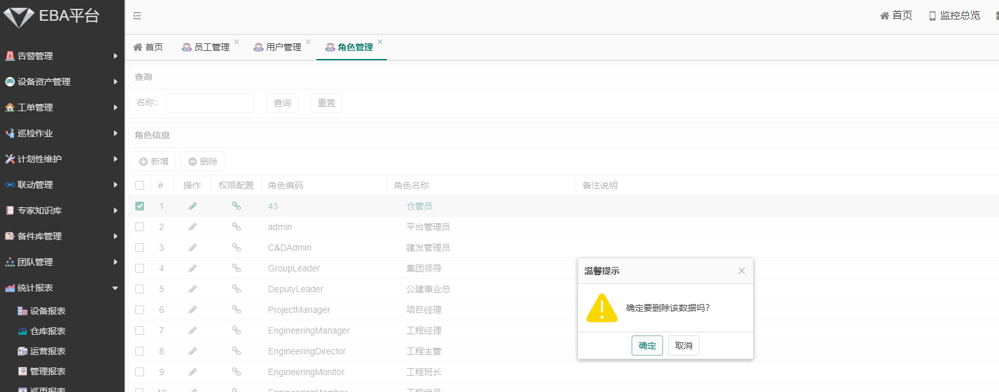 EBA平台
首页
监控总览
首页
员工管理
用户管理
角色管理
告警管理
设备资产管理
工单管理
巡检作业
计划性维护
联动管理
专家知识库
备件库管理
团队管理
统计报表
设备报表
仓库报表
运营报表
管理报表
巡更报表
查询
名称：
查询
重置
角色信息
新增
删除
# 操作 权限配置 角色编码 角色名称 备注说明
1 43 仓管员
2 admin 平台管理员
3 C&DAdmin 建发管理员
4 GroupLeader 集团领导
5 DeputyLeader 公建事业总
6 ProjectManager 项目经理
7 EngineeringManager 工程经理
8 EngineeringDirector 工程主管
9 EngineeringMonitor 工程班长
10 EngineeringMember 工程组员
温馨提示
确定要删除该数据吗？
确定
取消